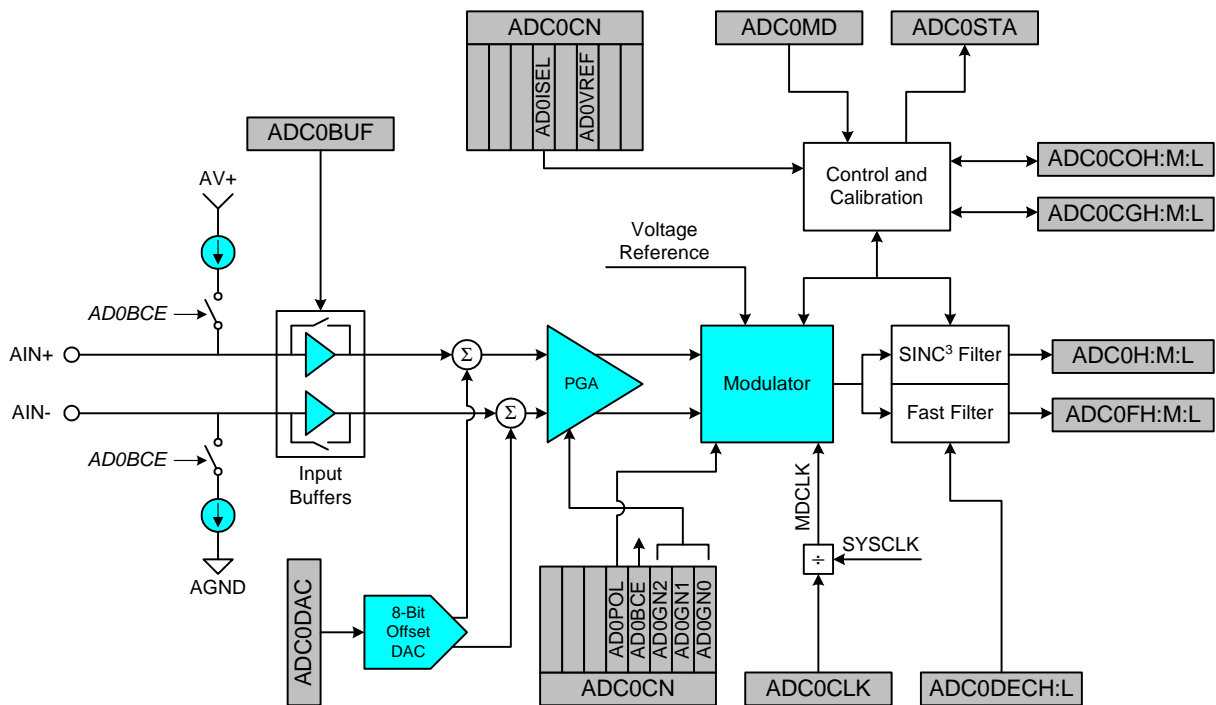 ADC0CN
AD0ISEL
AD0VREF
ADC0MD
ADC0STA
ADC0BUF
Control and
Calibration
ADC0COH:M:L
ADC0CGH:M:L
AV+
Voltage
Reference
AD0BCE
AIN+
Σ
PGA
Modulator
SINC³ Filter
ADC0H:M:L
AIN-
Σ
Fast Filter
ADC0FH:M:L
AD0BCE
Input
Buffers
AGND
MDCLK
SYSCLK
÷
ADC0DAC
8-Bit
Offset
DAC
AD0POL
AD0BCE
AD0GN2
AD0GN1
AD0GN0
ADC0CN
ADC0CLK
ADC0DECH:L